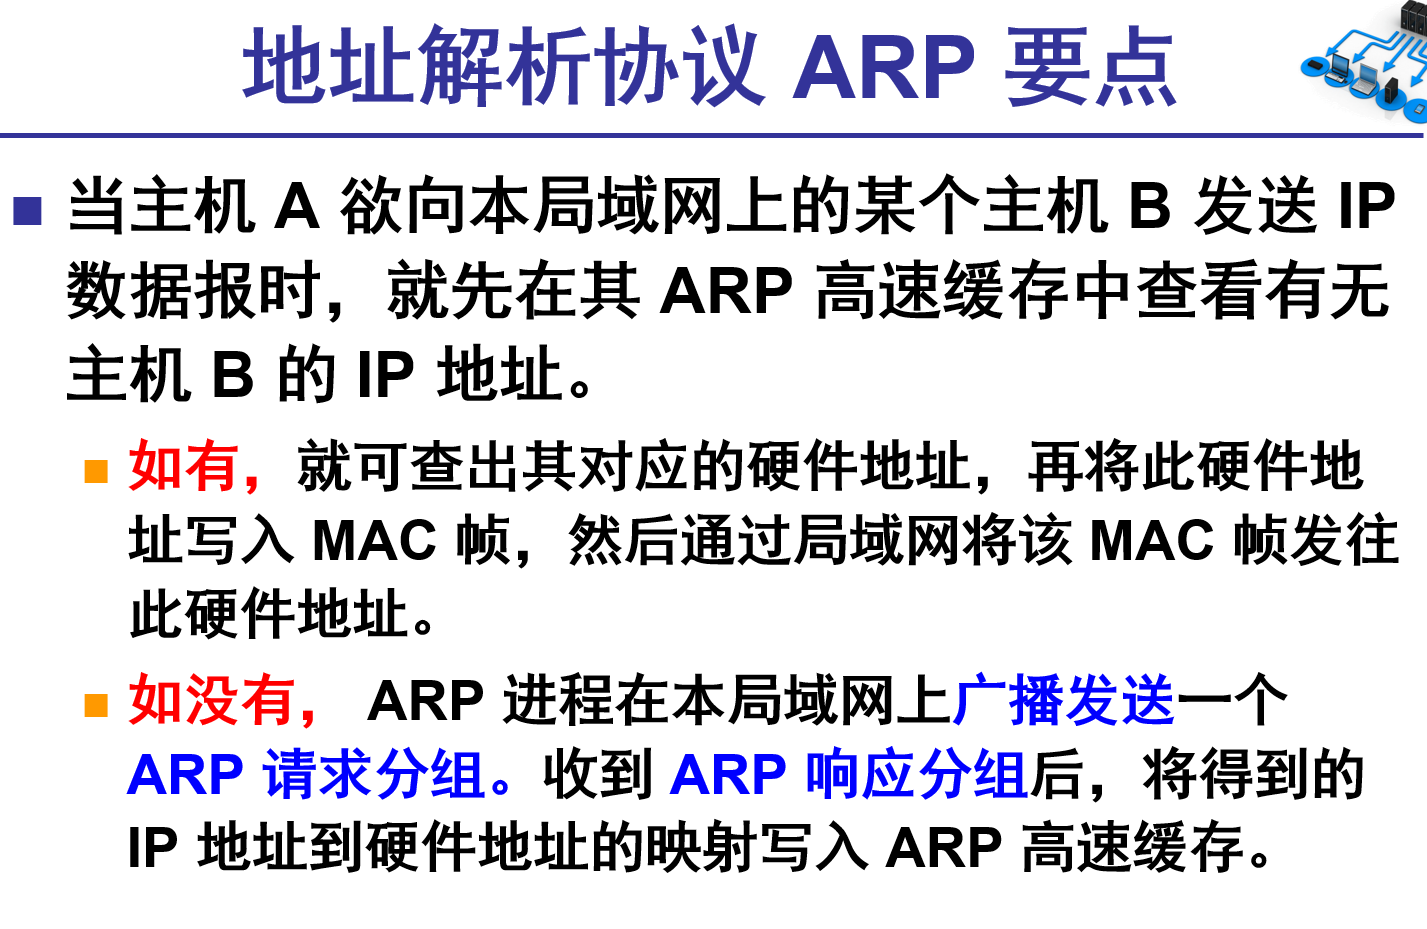 地址解析协议 ARP 要点
当主机 A 欲向本局域网上的某个主机 B 发送 IP
数据报时，就先在其 ARP 高速缓存中查看有无
主机 B 的 IP 地址。
如有，就可查出其对应的硬件地址，再将此硬件地
址写入 MAC 帧，然后通过局域网将该 MAC 帧发往
此硬件地址。
如没有， ARP 进程在本局域网上广播发送一个
ARP 请求分组。收到 ARP 响应分组后，将得到的
IP 地址到硬件地址的映射写入 ARP 高速缓存。